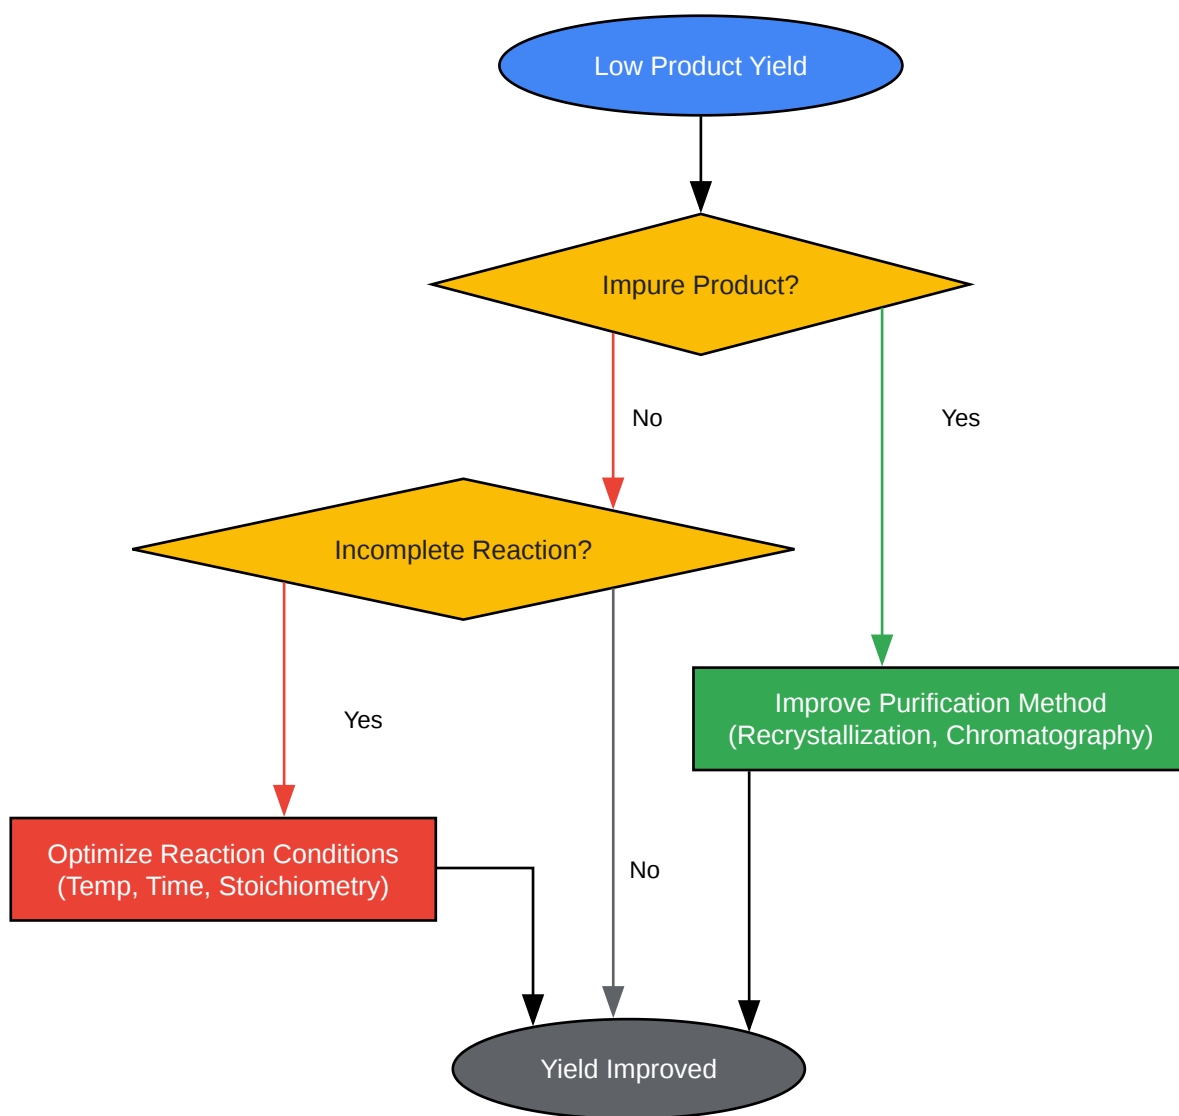 Low Product Yield
Impure Product?
No
Yes
Incomplete Reaction?
Improve Purification Method
(Recrystallization, Chromatography)
Yes
Optimize Reaction Conditions
(Temp, Time, Stoichiometry)
No
Yield Improved